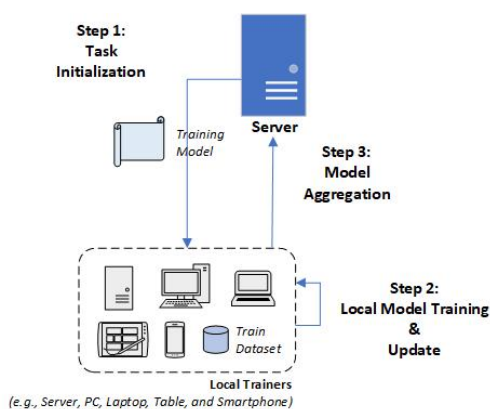 Step 1:
Task
Initialization
Server
Training
Model
Step 3:
Model
Aggregation
Step 2:
Local Model Training
&
Update
Train
Dataset
Local Trainers
(e.g., Server, PC, Laptop, Table, and Smartphone)